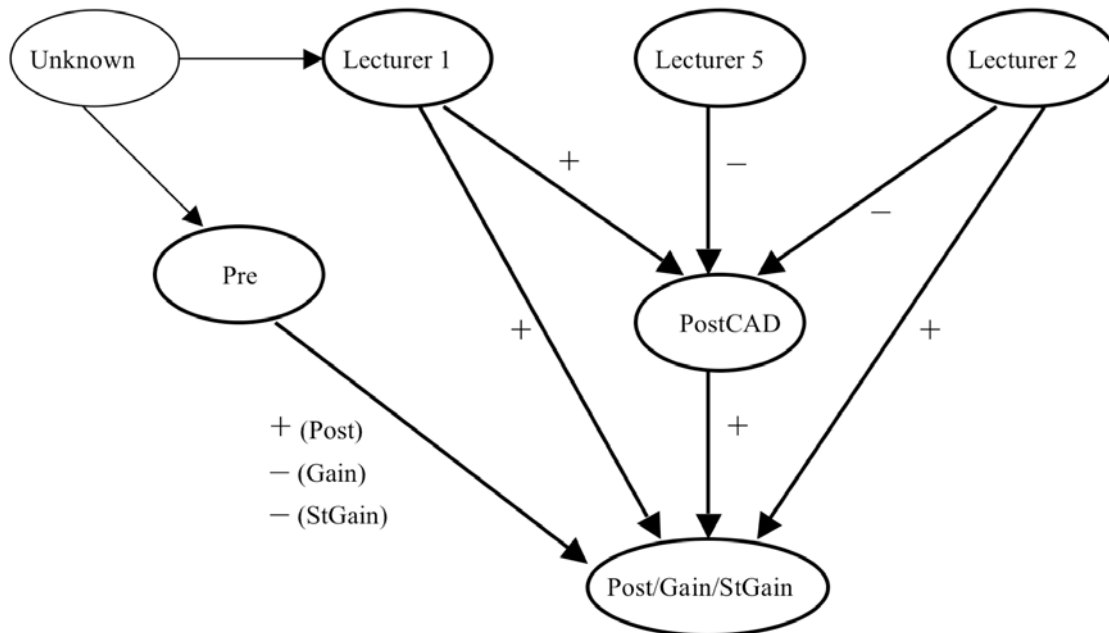 Unknown
Lecturer 1
Lecturer 5
Lecturer 2
+
−
−
Pre
PostCAD
+
+
+ (Post)
+
− (Gain)
− (StGain)
Post/Gain/StGain